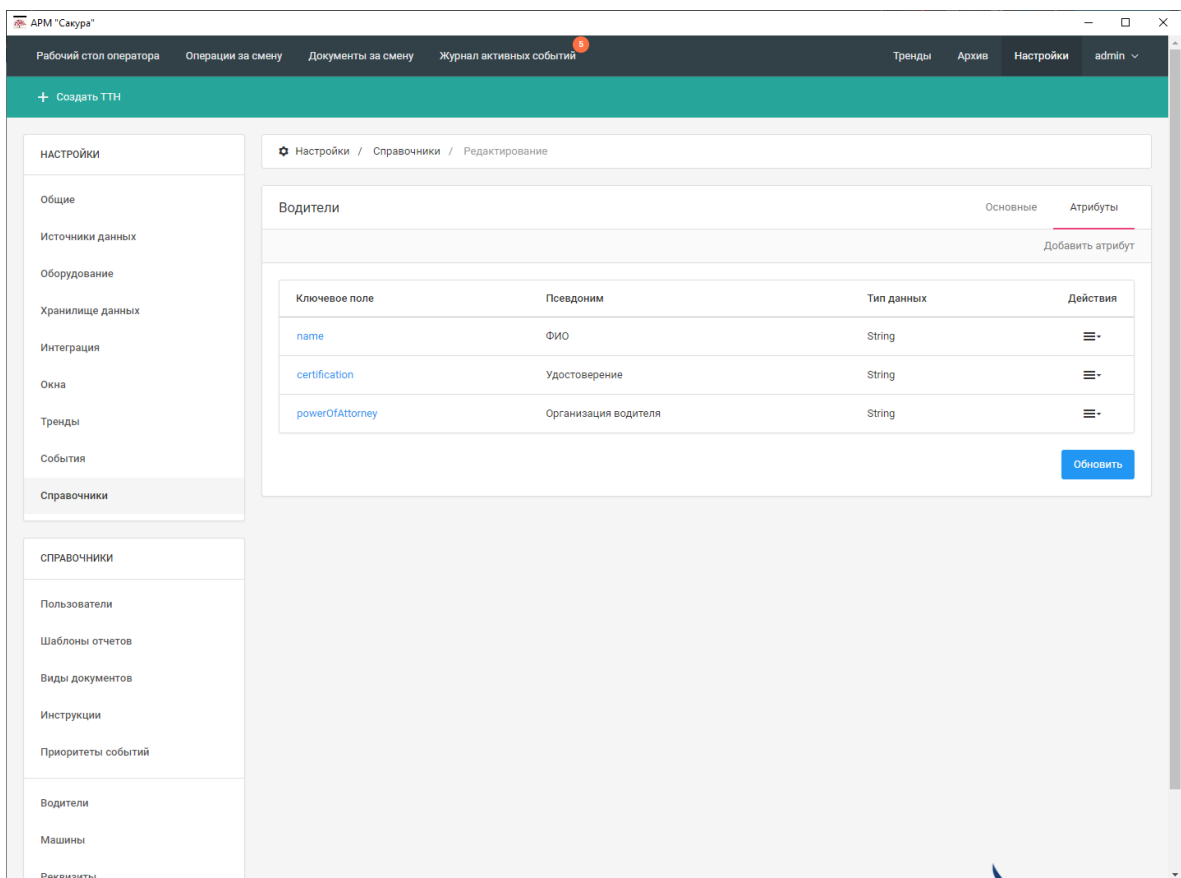 АРМ "Сакура"
Рабочий стол оператора Операции за смену Документы за смену Журнал активных событий 5 Тренды Архив Настройки admin
+ Создать ТТН
НАСТРОЙКИ
Общие
Источники данных
Оборудование
Хранилище данных
Интеграция
Окна
Тренды
События
Справочники
СПРАВОЧНИКИ
Пользователи
Шаблоны отчетов
Виды документов
Инструкции
Приоритеты событий
Водители
Машины
Реквизиты
Настройки / Справочники / Редактирование
Водители Основные Атрибуты
Добавить атрибут
Ключевое поле Псевдоним Тип данных Действия
name ФИО String
certification Удостоверение String
powerOfAttorney Организация водителя String
Обновить